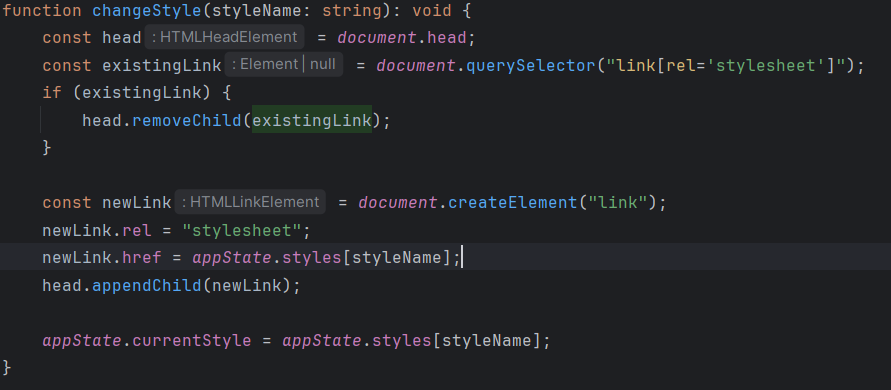 function changeStyle(styleName: string): void {
    const head : HTMLHeadElement = document.head;
    const existingLink : Element | null = document.querySelector("link[rel='stylesheet']");
    if (existingLink) {
        head.removeChild(existingLink);
    }

    const newLink : HTMLLinkElement = document.createElement("link");
    newLink.rel = "stylesheet";
    newLink.href = appState.styles[styleName];
    head.appendChild(newLink);

    appState.currentStyle = appState.styles[styleName];
}